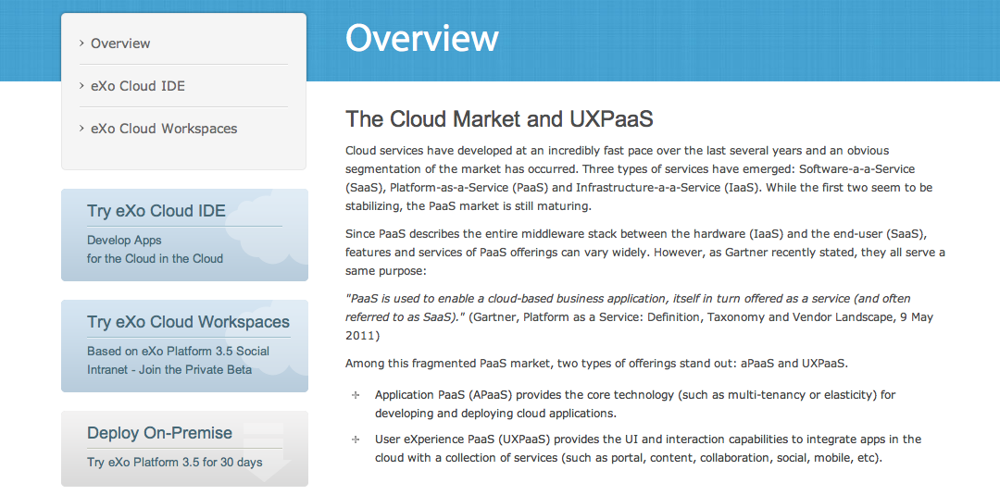 Overview
eXo Cloud IDE
eXo Cloud Workspaces
Try eXo Cloud IDE
Develop Apps
for the Cloud in the Cloud
Try eXo Cloud Workspaces
Based on eXo Platform 3.5 Social
Intranet - Join the Private Beta
Deploy On-Premise
Try eXo Platform 3.5 for 30 days
Overview
The Cloud Market and UXPaaS
Cloud services have developed at an incredibly fast pace over the last several years and an obvious
segmentation of the market has occurred. Three types of services have emerged: Software-a-a-Service
(SaaS), Platform-as-a-Service (PaaS) and Infrastructure-a-a-Service (IaaS). While the first two seem to be
stabilizing, the PaaS market is still maturing.
Since PaaS describes the entire middleware stack between the hardware (IaaS) and the end-user (SaaS),
features and services of PaaS offerings can vary widely. However, as Gartner recently stated, they all serve a
same purpose:
"PaaS is used to enable a cloud-based business application, itself in turn offered as a service (and often
referred to as SaaS)." (Gartner, Platform as a Service: Definition, Taxonomy and Vendor Landscape, 9 May
2011)
Among this fragmented PaaS market, two types of offerings stand out: aPaaS and UXPaaS.
Application PaaS (APaaS) provides the core technology (such as multi-tenancy or elasticity) for
developing and deploying cloud applications.
User eXperience PaaS (UXPaaS) provides the UI and interaction capabilities to integrate apps in the
cloud with a collection of services (such as portal, content, collaboration, social, mobile, etc).